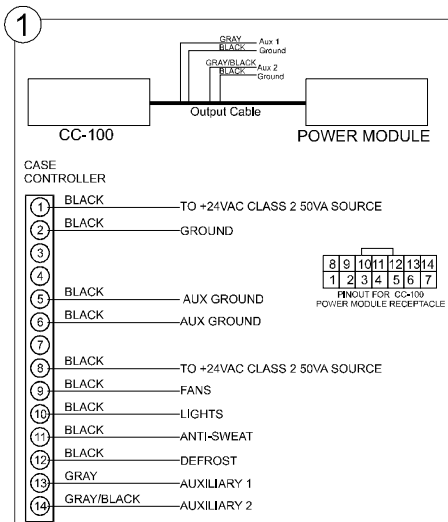 1
GRAY Aux 1
BLACK Ground
GRAY/BLACK Aux 2
BLACK Ground
Output Cable
CC-100
POWER MODULE
CASE
CONTROLLER
1 BLACK TO +24VAC CLASS 2 50VA SOURCE
2 BLACK GROUND
3
4
5 BLACK AUX GROUND
6 BLACK AUX GROUND
7
8 BLACK TO +24VAC CLASS 2 50VA SOURCE
9 BLACK FANS
10 BLACK LIGHTS
11 BLACK ANTI-SWEAT
12 BLACK DEFROST
13 GRAY AUXILIARY 1
14 GRAY/BLACK AUXILIARY 2
8 9 10 11 12 13 14
1 2 3 4 5 6 7
PINOUT FOR CC-100
POWER MODULE RECEPTACLE